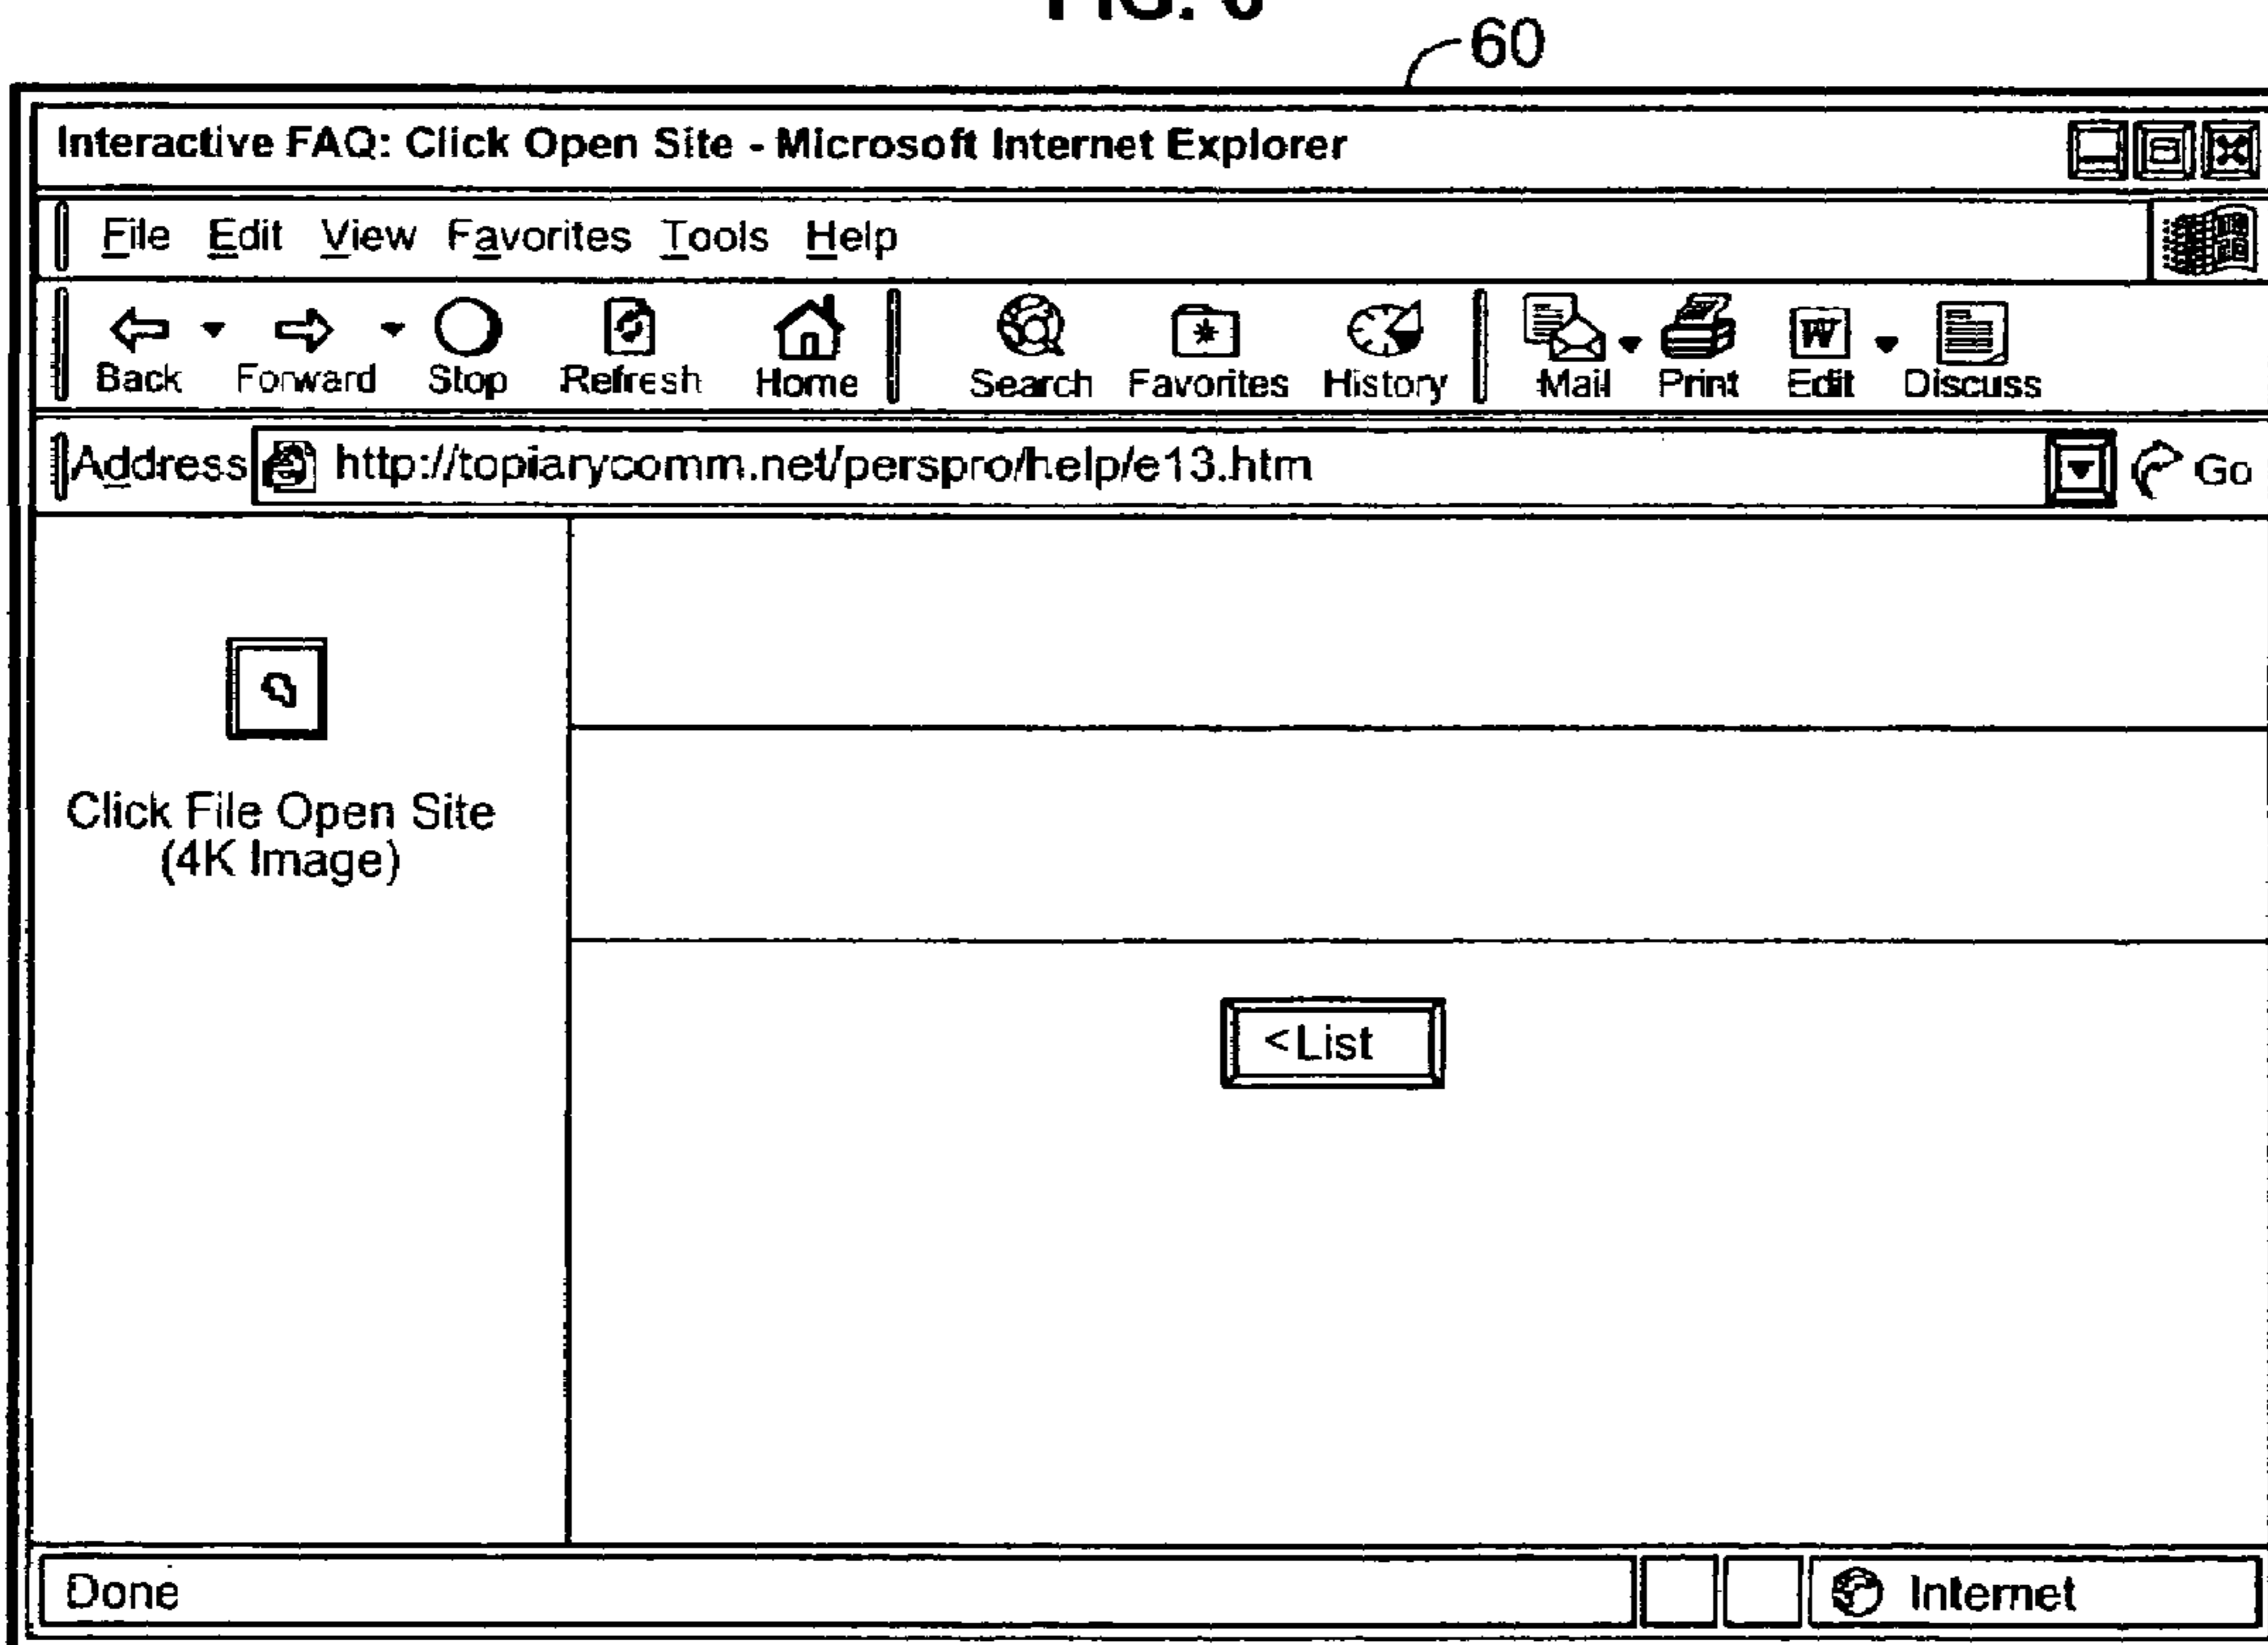 FIG. 6
60
Interactive FAQ: Click Open Site - Microsoft Internet Explorer
File Edit View Favorites Tools Help
Back Forward Stop Refresh Home Search Favorites History Mail Print Edit Discuss
Address http://topiarycomm.net/perspro/help/e13.htm Go
Click File Open Site
(4K Image)
<List
Done Internet